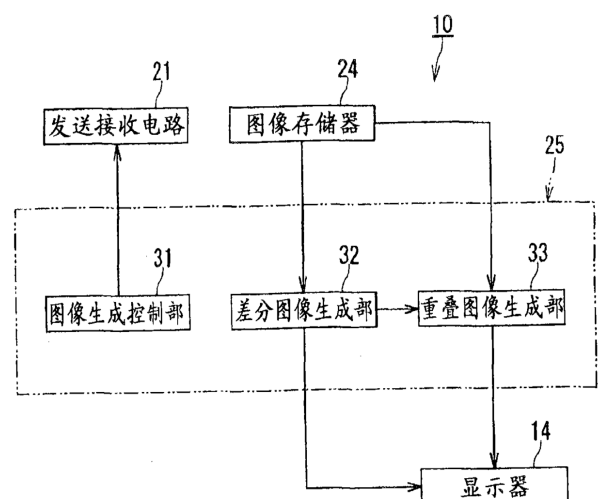 10
21
24
发送接收电路
图像存储器
25
31
32
33
图像生成控制部
差分图像生成部
重叠图像生成部
14
显示器